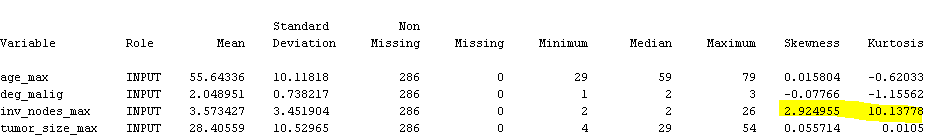 Standard Non
Variable Role Mean Deviation Missing Missing Minimum Median Maximum Skewness Kurtosis
age_max INPUT 55.64336 10.11818 286 0 29 59 79 0.015804 -0.62033
deg_malig INPUT 2.048951 0.738217 286 0 1 2 3 -0.07766 -1.15562
inv_nodes_max INPUT 3.573427 3.451904 286 0 2 2 26 2.924955 10.13778
tumor_size_max INPUT 28.40559 10.52965 286 0 4 29 54 0.055714 0.0105